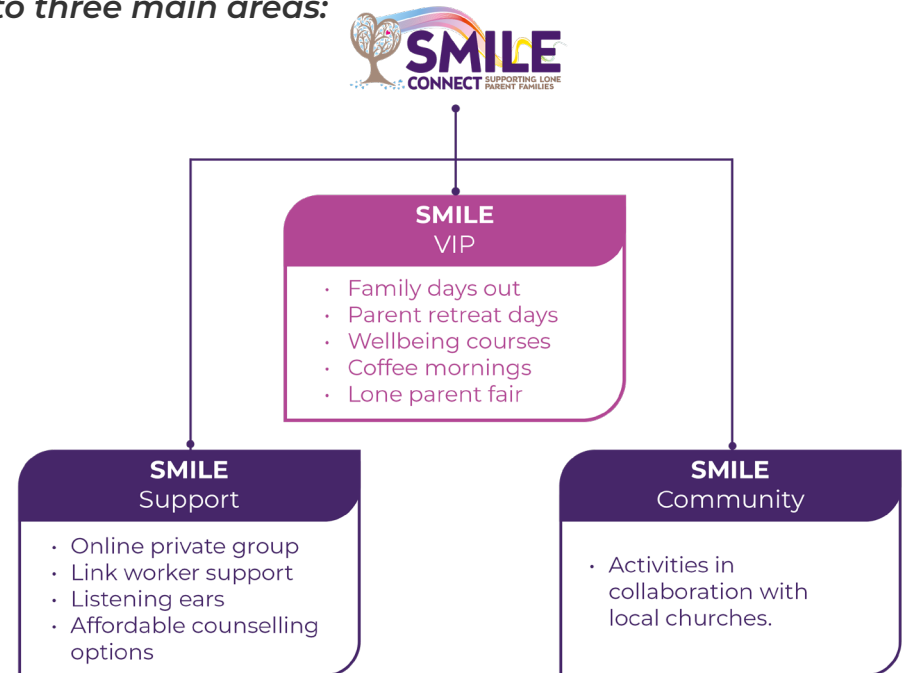 to three main areas:
SMILE
CONNECT SUPPORTING LONE
PARENT FAMILIES
SMILE
VIP
• Family days out
• Parent retreat days
• Wellbeing courses
• Coffee mornings
• Lone parent fair
SMILE
Support
• Online private group
• Link worker support
• Listening ears
• Affordable counselling
options
SMILE
Community
• Activities in
collaboration with
local churches.